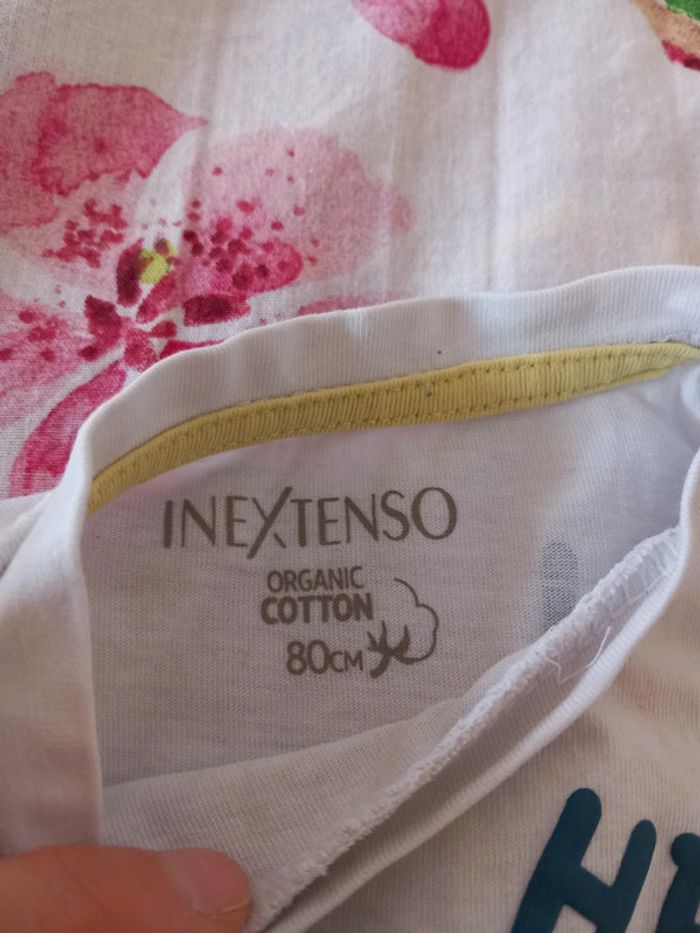 INEXTENSO
ORGANIC
COTTON
80CM